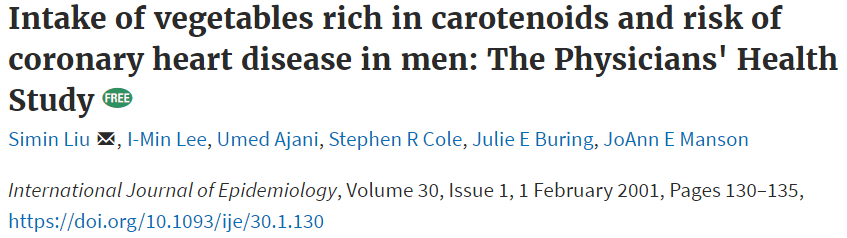 Intake of vegetables rich in carotenoids and risk of
coronary heart disease in men: The Physicians' Health
Study FREE
Simin Liu, I-Min Lee, Umed Ajani, Stephen R Cole, Julie E Buring, JoAnn E Manson
International Journal of Epidemiology, Volume 30, Issue 1, 1 February 2001, Pages 130–135,
https://doi.org/10.1093/ije/30.1.130